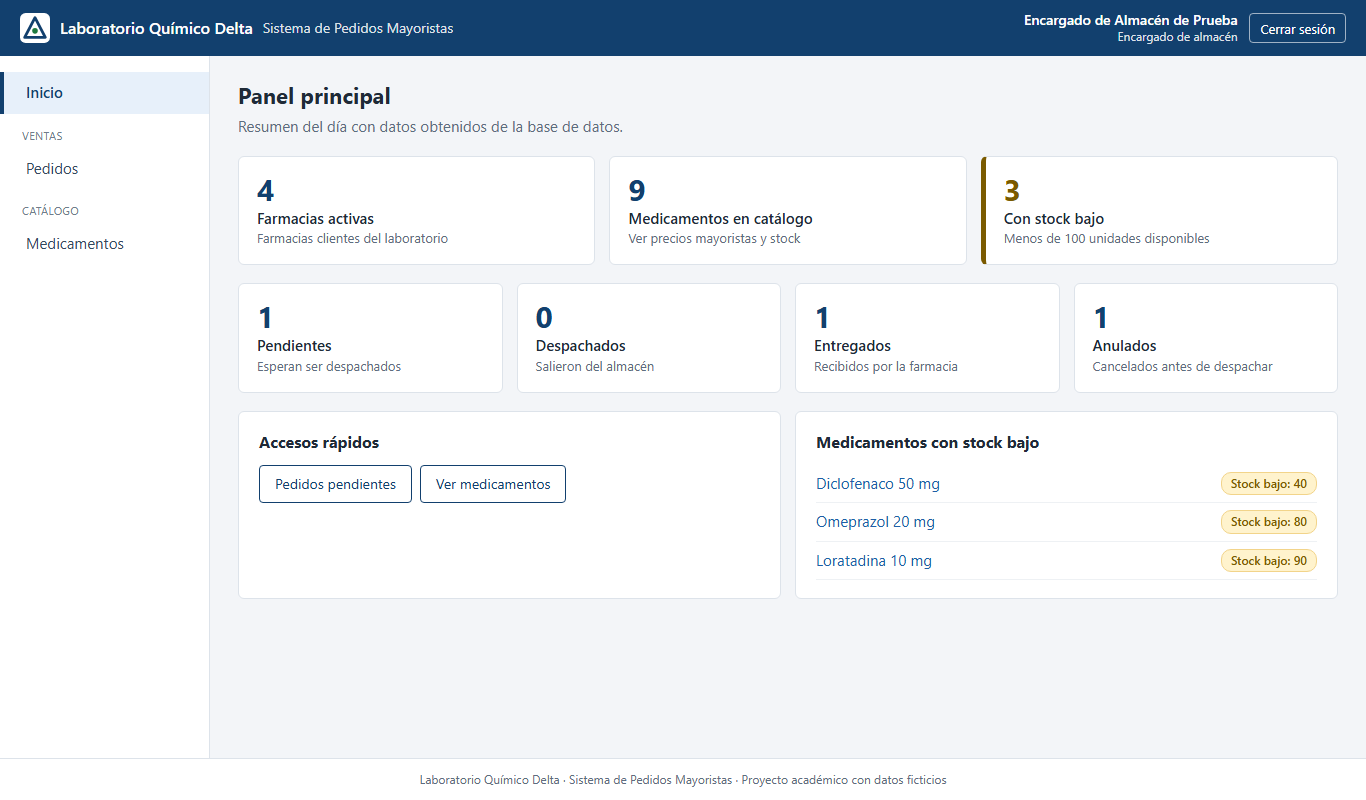 Laboratorio Químico Delta Sistema de Pedidos Mayoristas
Encargado de Almacén de Prueba
Encargado de almacén
Cerrar sesión
Inicio
VENTAS
Pedidos
CATÁLOGO
Medicamentos
Panel principal
Resumen del día con datos obtenidos de la base de datos.
4
Farmacias activas
Farmacias clientes del laboratorio
9
Medicamentos en catálogo
Ver precios mayoristas y stock
3
Con stock bajo
Menos de 100 unidades disponibles
1
Pendientes
Esperan ser despachados
0
Despachados
Salieron del almacén
1
Entregados
Recibidos por la farmacia
1
Anulados
Cancelados antes de despachar
Accesos rápidos
Pedidos pendientes
Ver medicamentos
Medicamentos con stock bajo
Diclofenaco 50 mg Stock bajo: 40
Omeprazol 20 mg Stock bajo: 80
Loratadina 10 mg Stock bajo: 90
Laboratorio Químico Delta · Sistema de Pedidos Mayoristas · Proyecto académico con datos ficticios